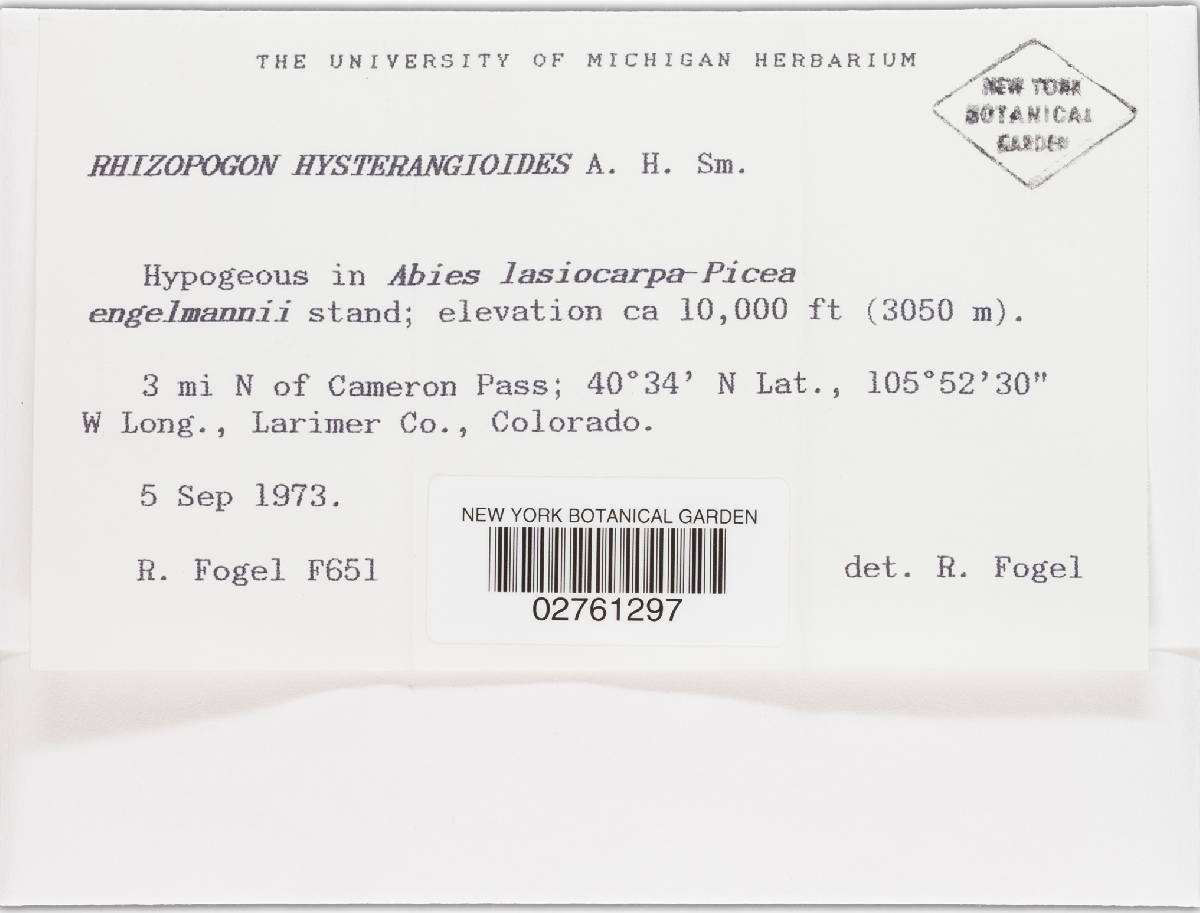 THE UNIVERSITY OF MICHIGAN HERBARIUM
NEW YORK
BOTANICAL
GARDEN
RHIZOPOGON HYSTERANGIOIDES A. H. Sm.
Hypogeous in Abies lasiocarpa-Picea
engelmannii stand; elevation ca 10,000 ft (3050 m).
3 mi N of Cameron Pass; 40°34' N Lat., 105°52'30"
W Long., Larimer Co., Colorado.
5 Sep 1973.
R. Fogel F651
det. R. Fogel
NEW YORK BOTANICAL GARDEN
02761297